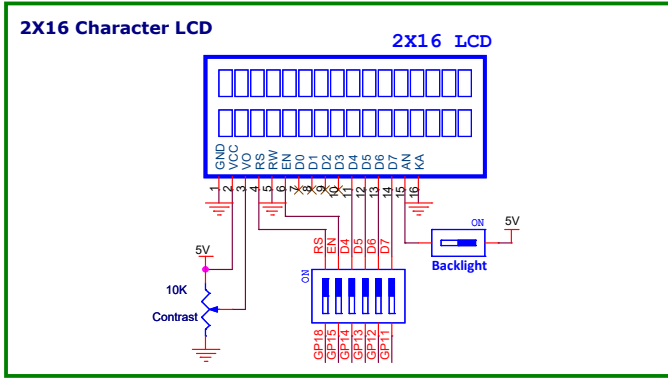 2X16 Character LCD
2X16 LCD
GND
VCC
VO
RS
RW
EN
D0
D1
D2
D3
D4
D5
D6
D7
AN
KA
1
2
3
4
5
6
7
8
9
10
11
12
13
14
15
16
RS
EN
D4
D5
D6
D7
ON
5V
Backlight
5V
10K
Contrast
ON
GP18
GP15
GP14
GP13
GP12
GP11